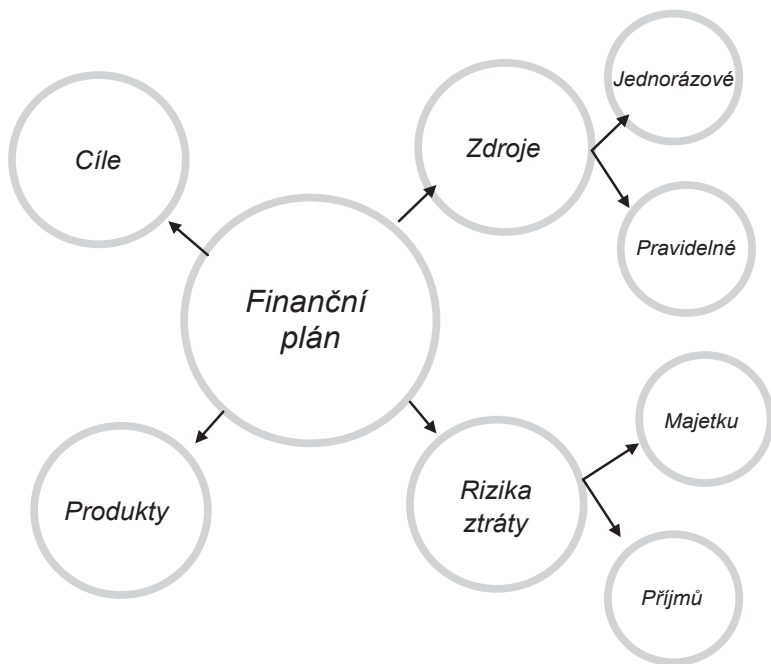 Jednorázové
Cíle
Zdroje
Pravidelné
Finanční
plán
Majetku
Produkty
Rizika
ztráty
Příjmů